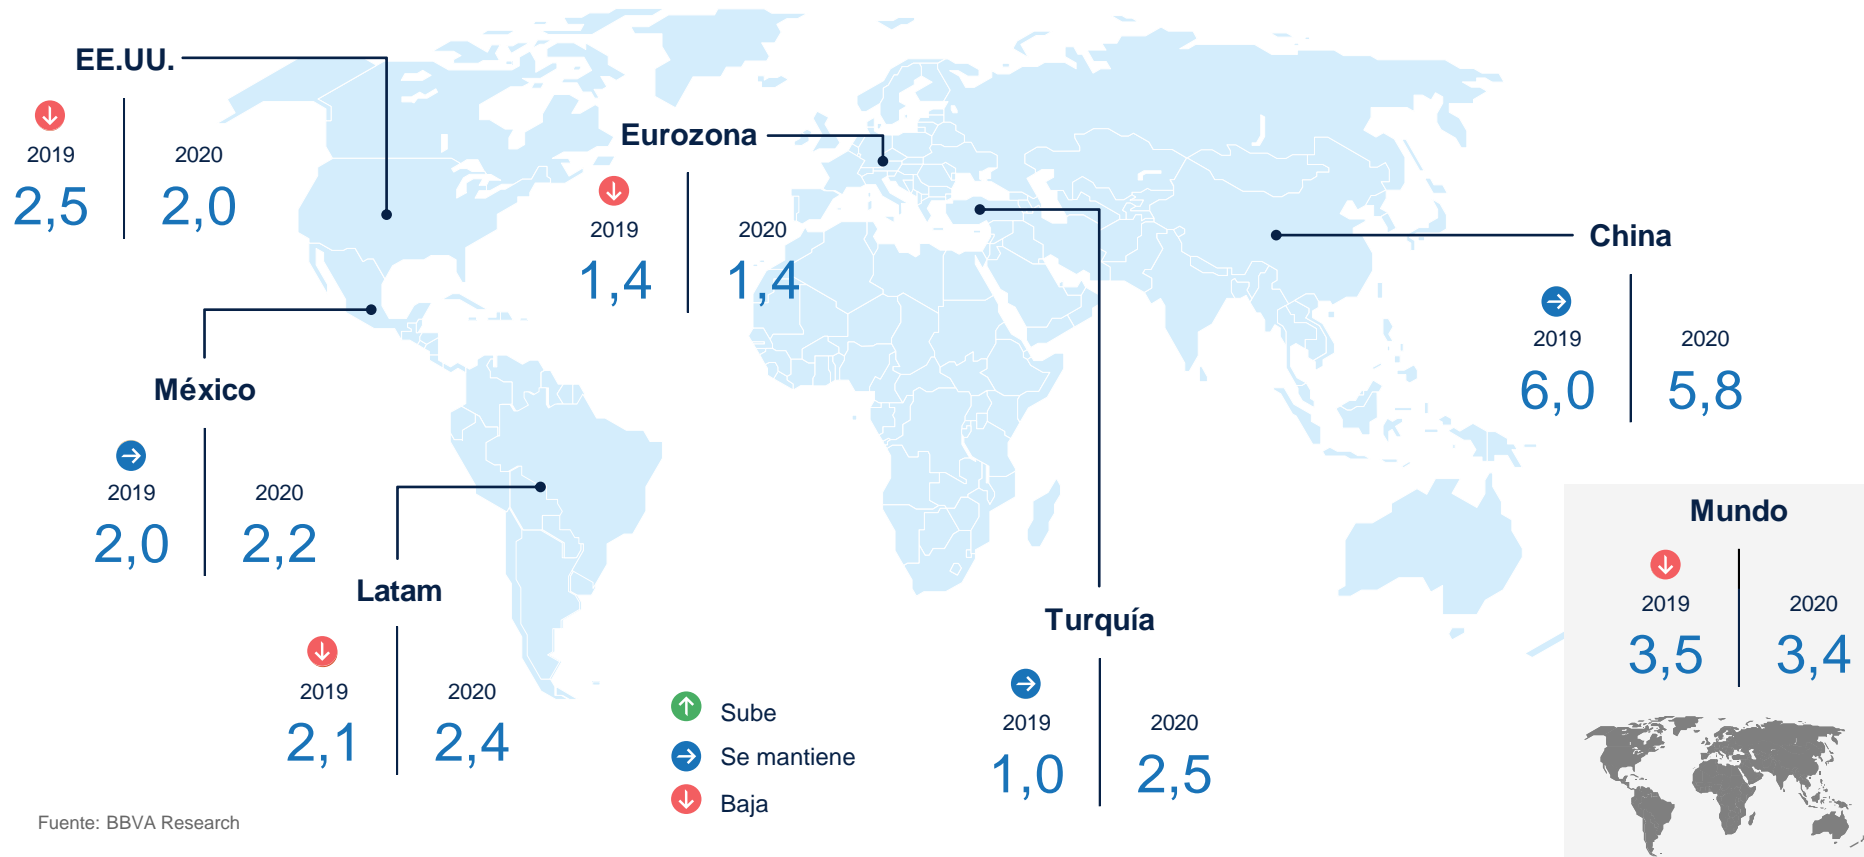 EE.UU.
2019 2020
2,5 2,0
Eurozona
2019 2020
1,4 1,4
China
2019 2020
6,0 5,8
México
2019 2020
2,0 2,2
Latam
2019 2020
2,1 2,4
Turquía
2019 2020
1,0 2,5
Mundo
2019 2020
3,5 3,4
Sube
Se mantiene
Baja
Fuente: BBVA Research